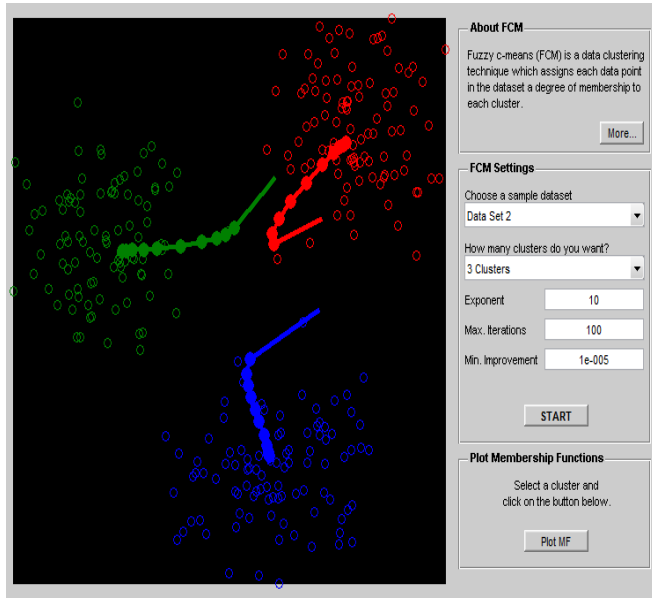 About FCM
Fuzzy c-means (FCM) is a data clustering
technique which assigns each data point
in the dataset a degree of membership to
each cluster.
More...
FCM Settings
Choose a sample dataset
Data Set 2
How many clusters do you want?
3 Clusters
Exponent 10
Max. Iterations 100
Min. Improvement 1e-005
START
Plot Membership Functions
Select a cluster and
click on the button below.
Plot MF